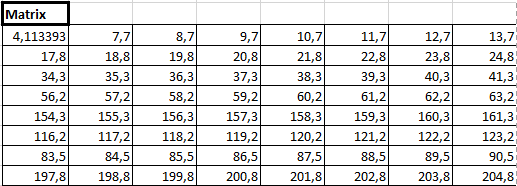 Matrix
4,113393 7,7 8,7 9,7 10,7 11,7 12,7 13,7
17,8 18,8 19,8 20,8 21,8 22,8 23,8 24,8
34,3 35,3 36,3 37,3 38,3 39,3 40,3 41,3
56,2 57,2 58,2 59,2 60,2 61,2 62,2 63,2
154,3 155,3 156,3 157,3 158,3 159,3 160,3 161,3
116,2 117,2 118,2 119,2 120,2 121,2 122,2 123,2
83,5 84,5 85,5 86,5 87,5 88,5 89,5 90,5
197,8 198,8 199,8 200,8 201,8 202,8 203,8 204,8